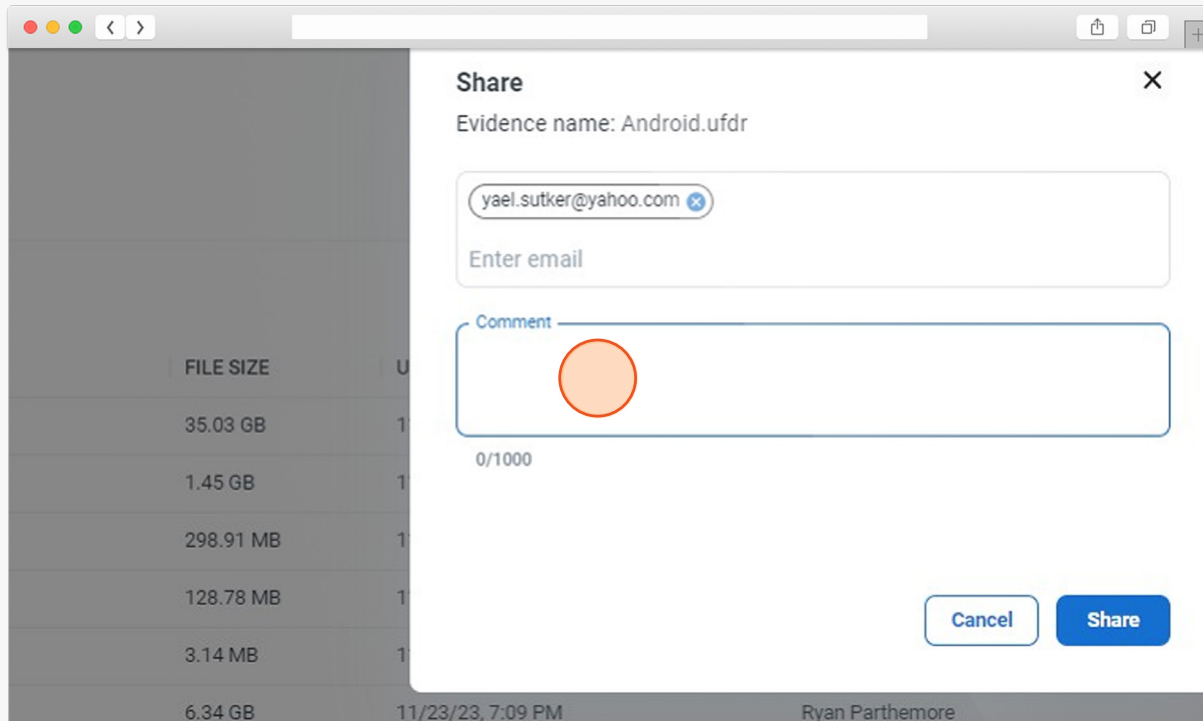 Share
Evidence name: Android.ufdr
yael.sutker@yahoo.com
Enter email
Comment
0/1000
Cancel
Share
FILE SIZE
35.03 GB
1.45 GB
298.91 MB
128.78 MB
3.14 MB
6.34 GB 11/23/23, 7:09 PM Ryan Parthemore